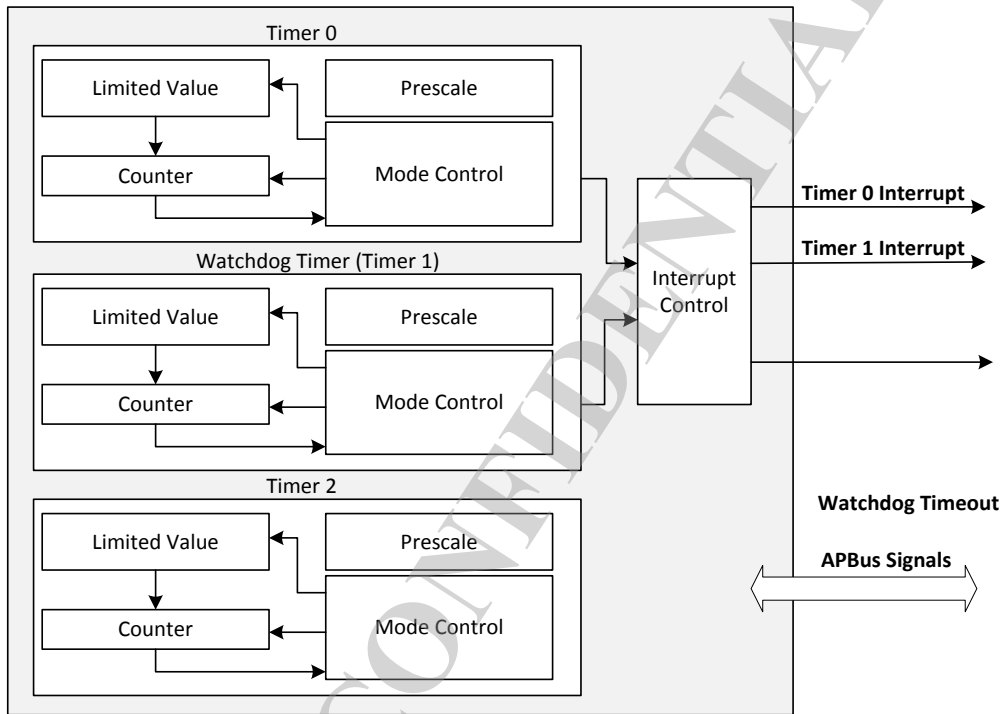 Timer 0
Limited Value
Prescale
Counter
Mode Control
Watchdog Timer (Timer 1)
Limited Value
Prescale
Counter
Mode Control
Timer 2
Limited Value
Prescale
Counter
Mode Control
Interrupt
Control
Timer 0 Interrupt
Timer 1 Interrupt
Watchdog Timeout
APBus Signals
CONFIDENTIAL